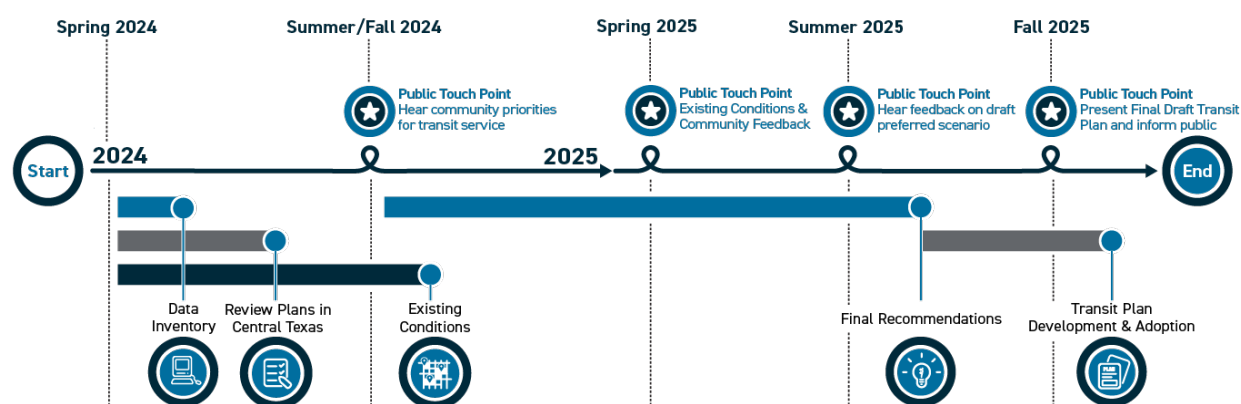 Spring 2024
Summer/Fall 2024
Spring 2025
Summer 2025
Fall 2025
Public Touch Point
Hear community priorities
for transit service
Public Touch Point
Existing Conditions &
Community Feedback
Public Touch Point
Hear feedback on draft
preferred scenario
Public Touch Point
Present Final Draft Transit
Plan and inform public
Start
2024
2025
End
Data
Inventory
Review Plans in
Central Texas
Existing
Conditions
Final Recommendations
Transit Plan
Development & Adoption
PLAN